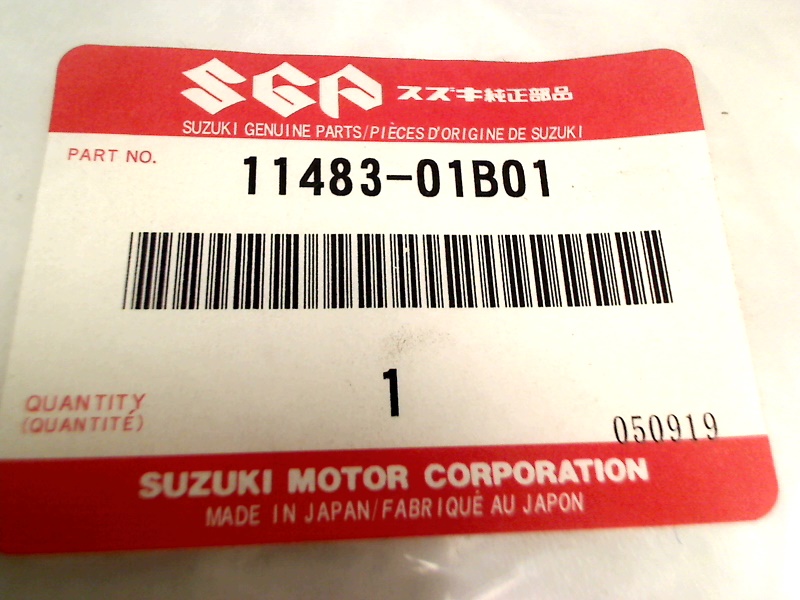 SGP スズキ純正部品
SUZUKI GENUINE PARTS/PIÈCES D'ORIGINE DE SUZUKI
PART NO. 11483-01B01
1
QUANTITY
(QUANTITÉ)
050919
SUZUKI MOTOR CORPORATION
MADE IN JAPAN/FABRIQUÈ AU JAPON